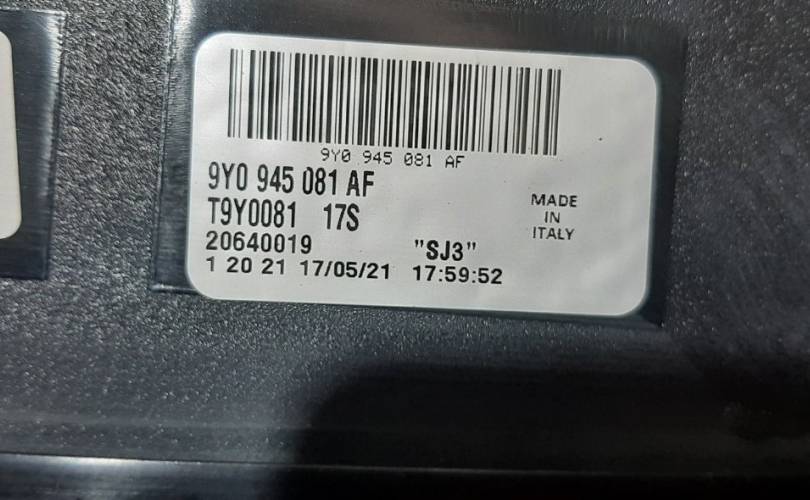 9Y0 945 081 AF
9Y0 945 081 AF
T9Y0081 17S
20640019 "SJ3"
1 20 21 17/05/21 17:59:52
MADE
IN
ITALY